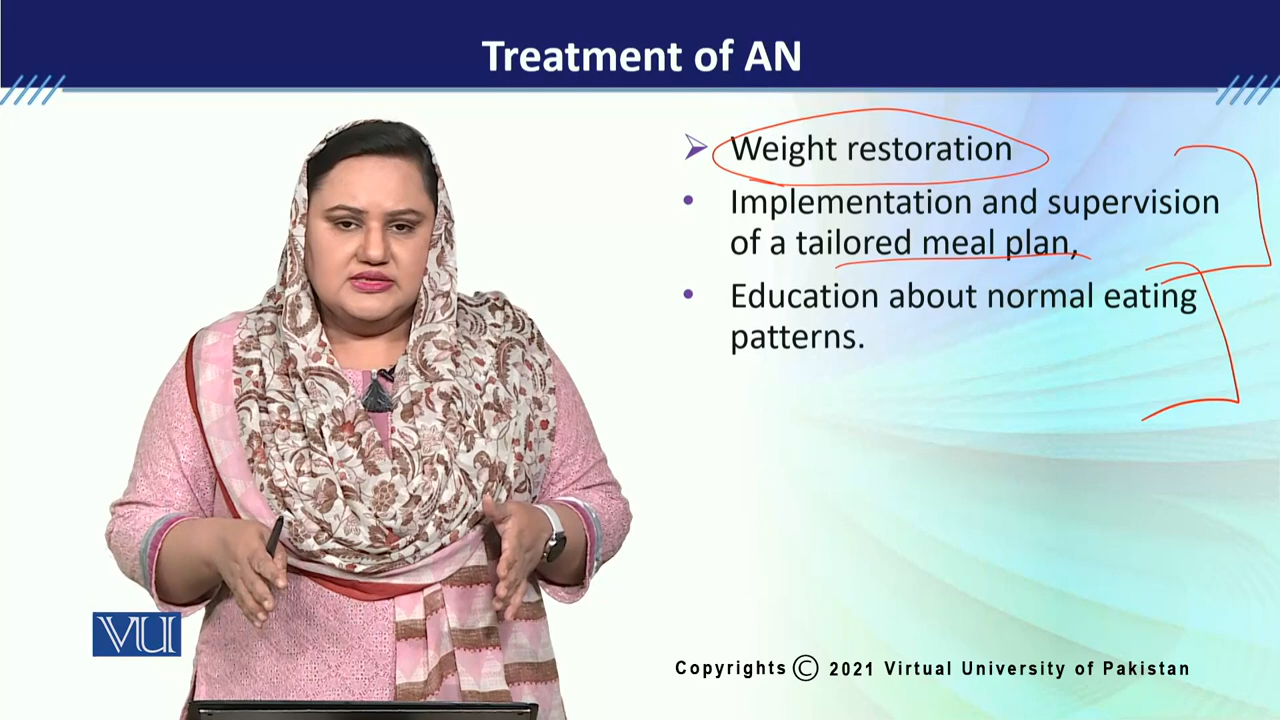 Treatment of AN
Weight restoration
Implementation and supervision
of a tailored meal plan,
Education about normal eating
patterns.
VU
Copyrights © 2021 Virtual University of Pakistan